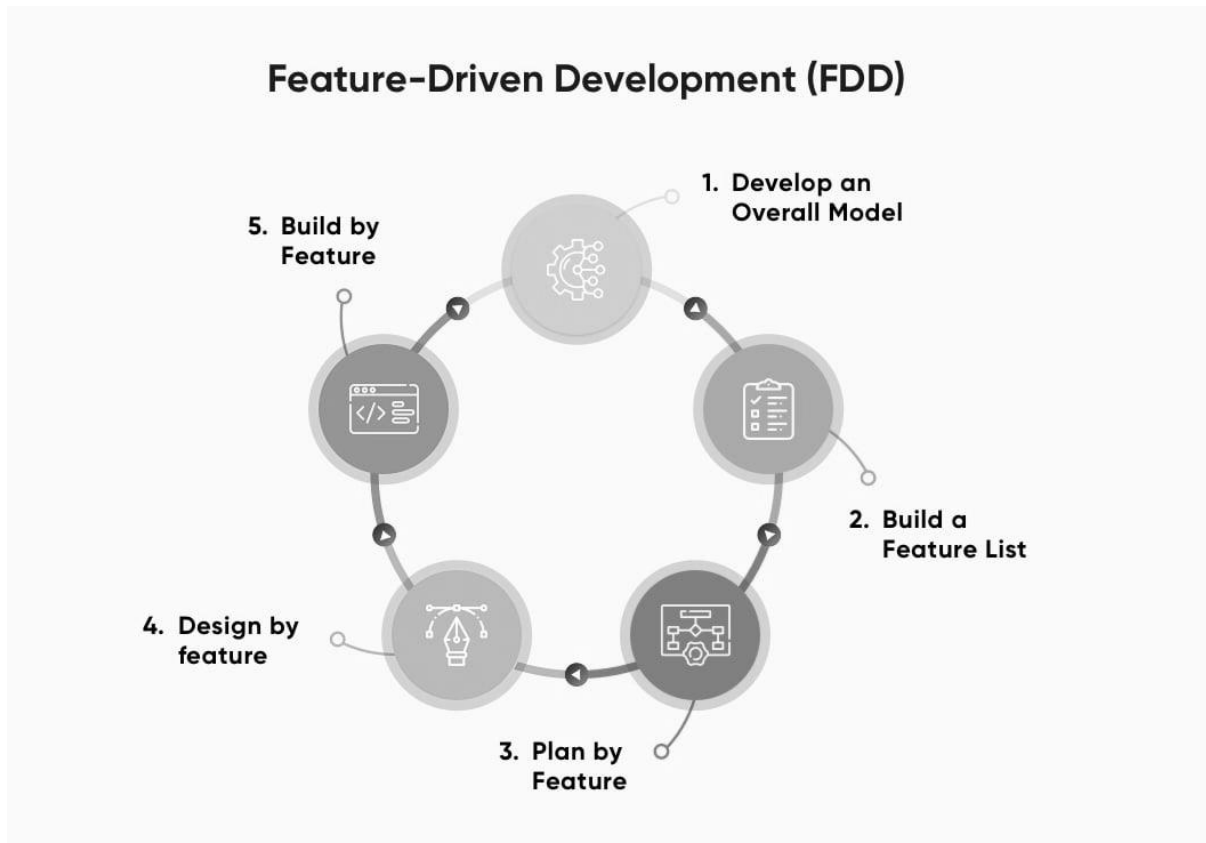 Feature-Driven Development (FDD)
1. Develop an
Overall Model
2. Build a
Feature List
3. Plan by
Feature
4. Design by
feature
5. Build by
Feature
</>